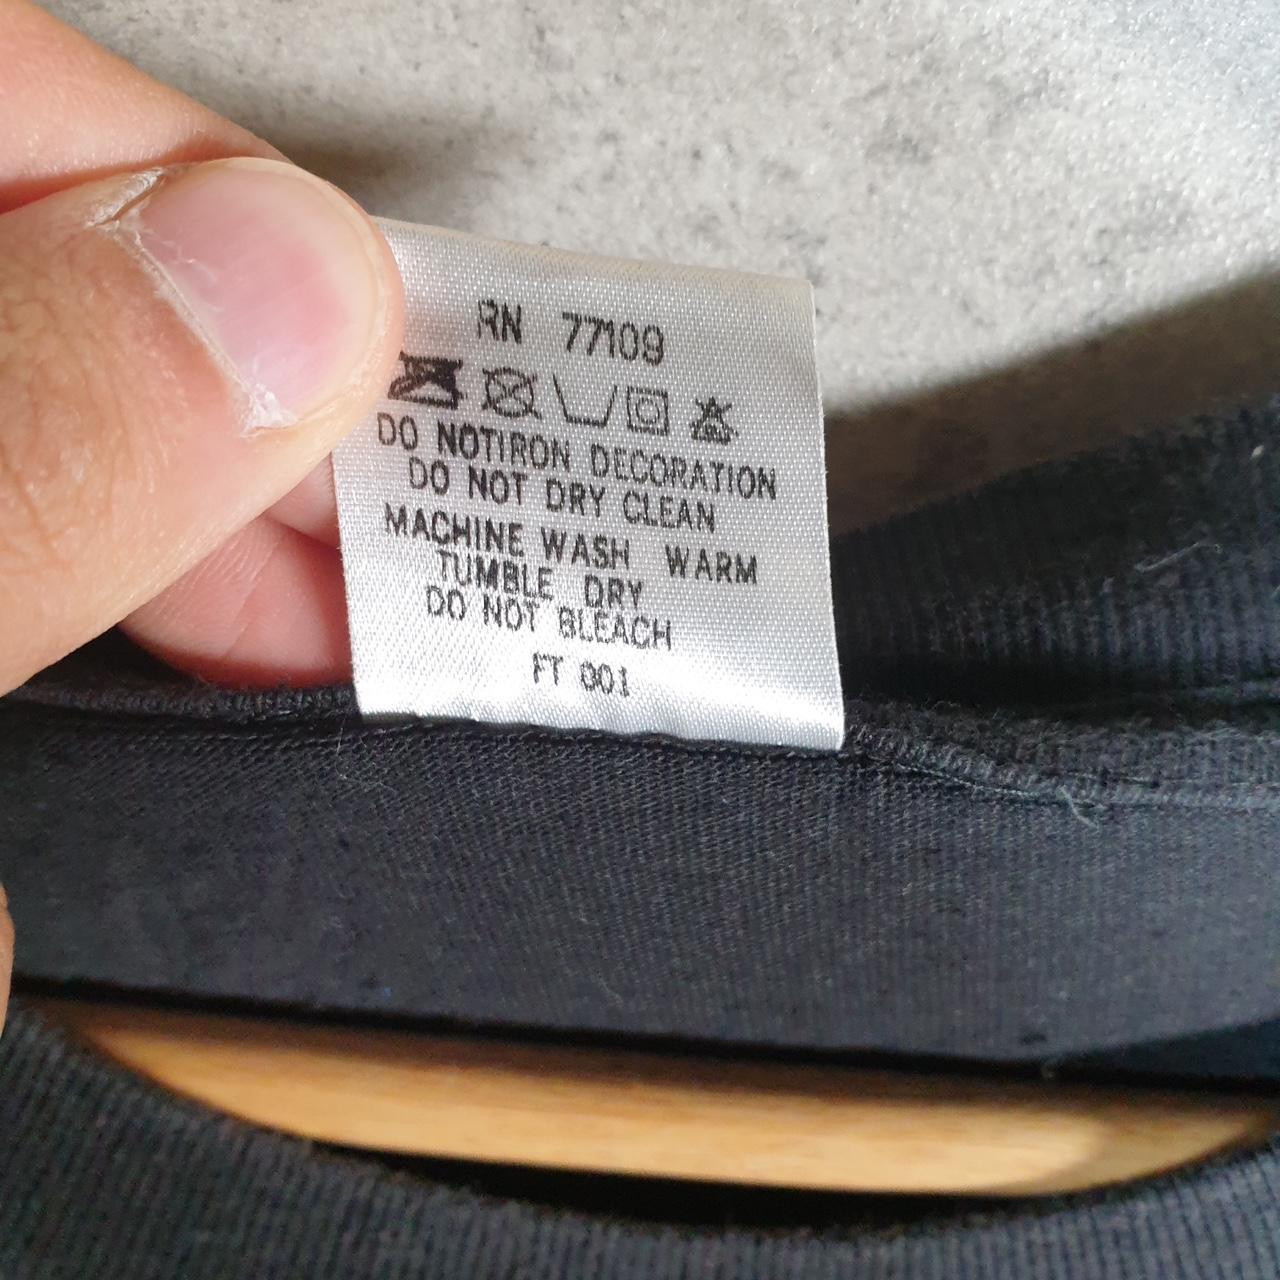 RN 77109
DO NOTIRON DECORATION
DO NOT DRY CLEAN
MACHINE WASH WARM
TUMBLE DRY
DO NOT BLEACH
FT 001